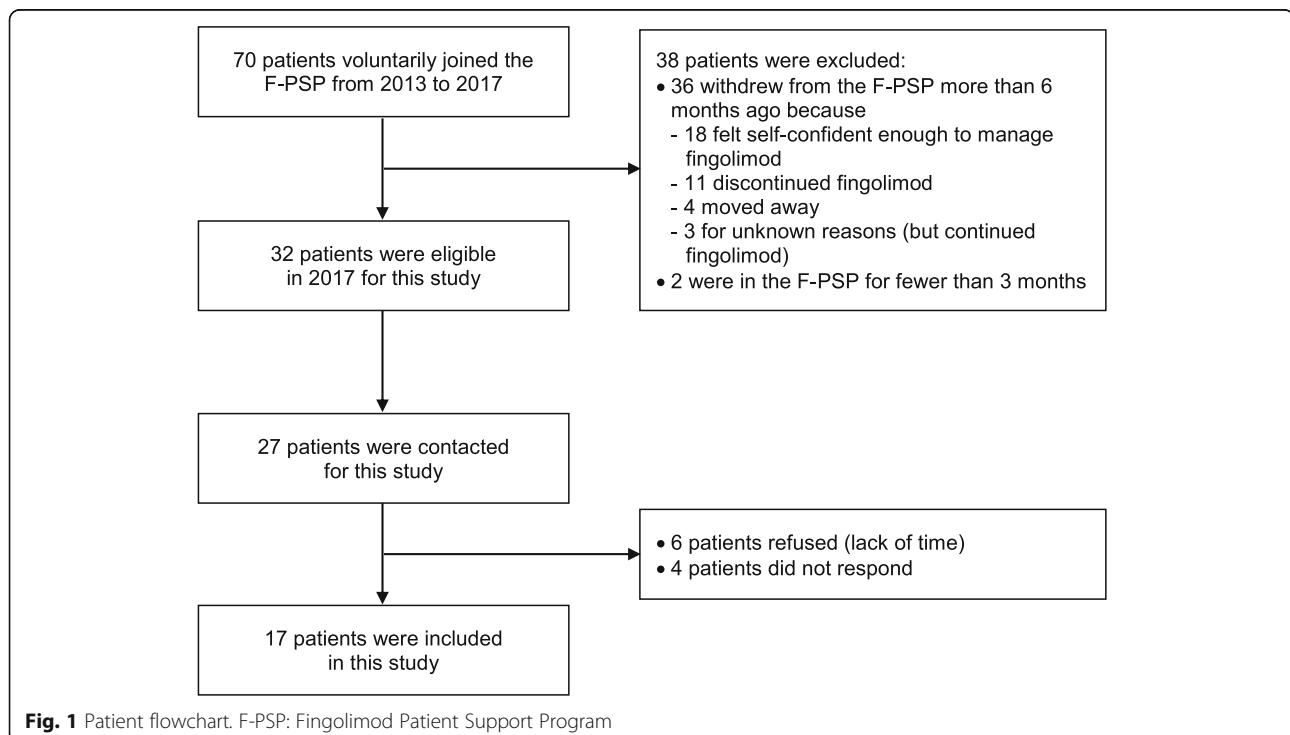 70 patients voluntarily joined the
F-PSP from 2013 to 2017
38 patients were excluded:
• 36 withdrew from the F-PSP more than 6
months ago because
- 18 felt self-confident enough to manage
fingolimod
- 11 discontinued fingolimod
- 4 moved away
- 3 for unknown reasons (but continued
fingolimod)
• 2 were in the F-PSP for fewer than 3 months
32 patients were eligible
in 2017 for this study
27 patients were contacted
for this study
• 6 patients refused (lack of time)
• 4 patients did not respond
17 patients were included
in this study
Fig. 1 Patient flowchart. F-PSP: Fingolimod Patient Support Program